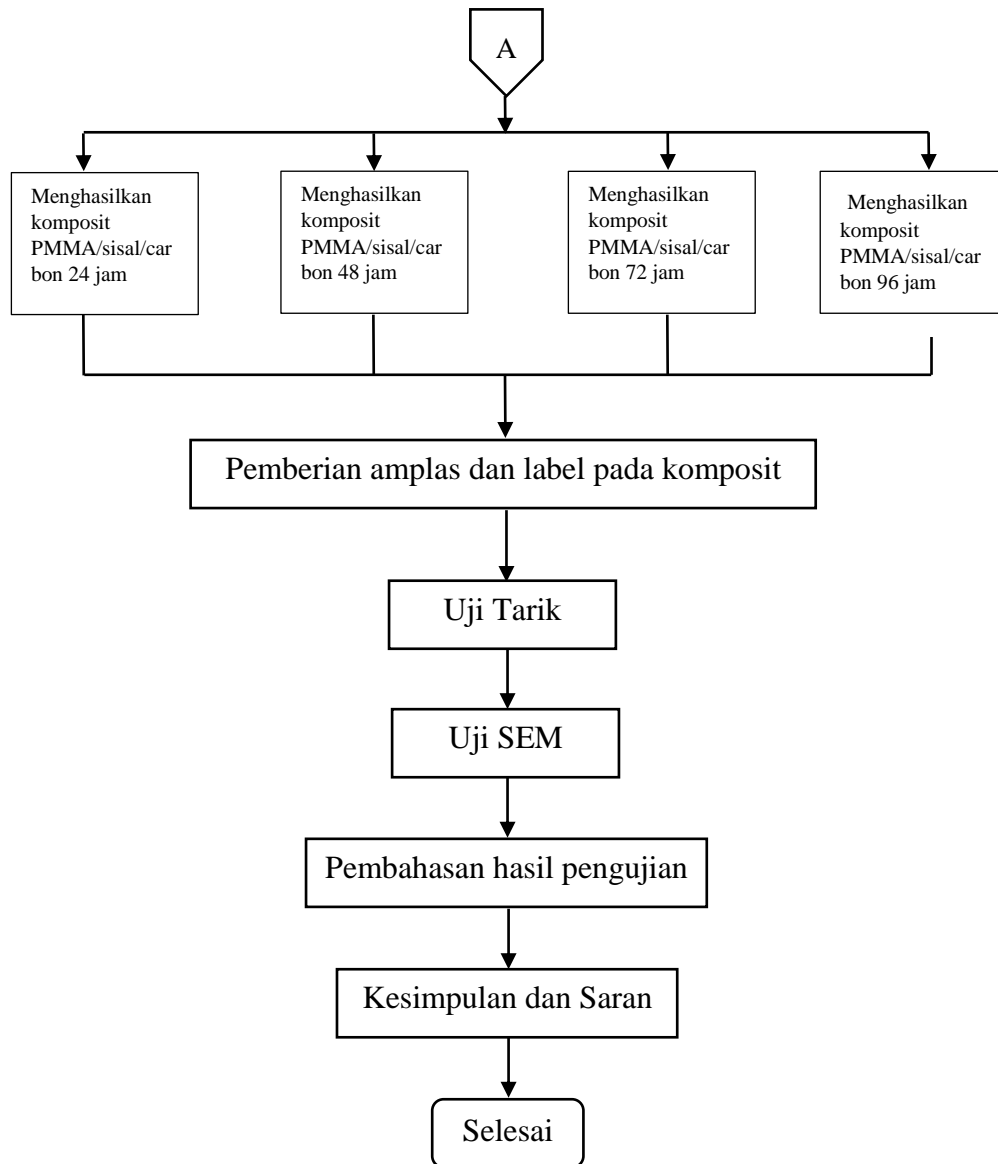 A
Menghasilkan
komposit
PMMA/sisal/car
bon 24 jam
Menghasilkan
komposit
PMMA/sisal/car
bon 48 jam
Menghasilkan
komposit
PMMA/sisal/car
bon 72 jam
Menghasilkan
komposit
PMMA/sisal/car
bon 96 jam
Pemberian amplas dan label pada komposit
Uji Tarik
Uji SEM
Pembahasan hasil pengujian
Kesimpulan dan Saran
Selesai